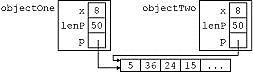 objectOne x 8 objectTwo x 8
lenP 50 lenP 50
p p
5 36 24 15 ...